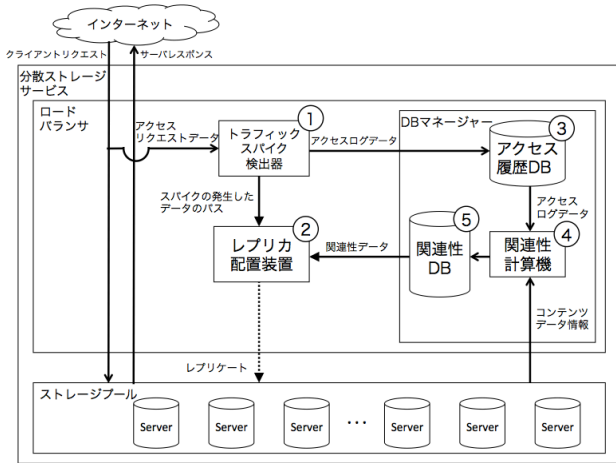 インターネット
クライアントリクエスト
サーバレスポンス
分散ストレージ
サービス
ロード
バランサ
アクセス
リクエストデータ
①
トラフィック
スパイク
検出器
アクセスログデータ
DBマネージャー
③
アクセス
履歴DB
スパイクの発生した
データのパス
アクセス
ログデータ
②
レプリカ
配置装置
関連性データ
⑤
関連性
DB
④
関連性
計算機
コンテンツ
データ情報
レプリケート
ストレージプール
Server
Server
Server
...
Server
Server
Server